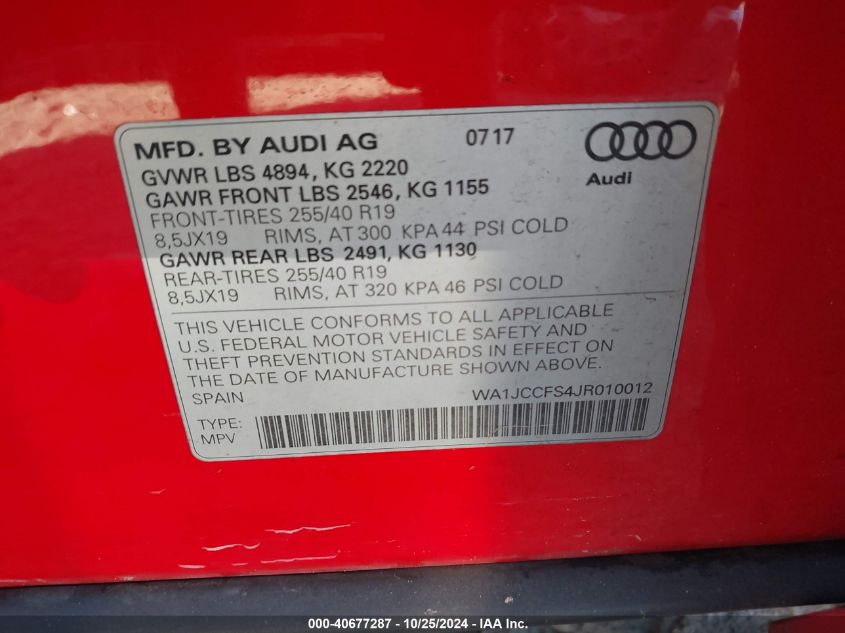 MFD. BY AUDI AG 07 17
Audi
GVWR LBS 4894, KG 2220
GAWR FRONT LBS 2546, KG 1155
FRONT-TIRES 255/40 R19
8,5JX19 RIMS, AT 300 KPA 44 PSI COLD
GAWR REAR LBS 2491, KG 1130
REAR-TIRES 255/40 R19
8,5JX19 RIMS, AT 320 KPA 46 PSI COLD
THIS VEHICLE CONFORMS TO ALL APPLICABLE
U.S. FEDERAL MOTOR VEHICLE SAFETY AND
THEFT PREVENTION STANDARDS IN EFFECT ON
THE DATE OF MANUFACTURE SHOWN ABOVE.
SPAIN WA1JCCFS4JR010012
TYPE:
MPV
000-40677287 - 10/25/2024 - IAA Inc.